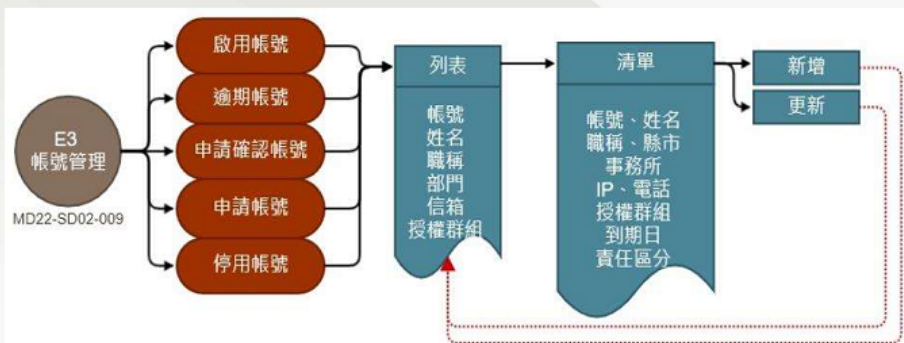 E3
帳號管理
MD22-SD02-009
啟用帳號
逾期帳號
申請確認帳號
申請帳號
停用帳號
列表
帳號
姓名
職稱
部門
信箱
授權群組
清單
帳號、姓名
職稱、縣市
事務所
IP、電話
授權群組
到期日
責任區分
新增
更新